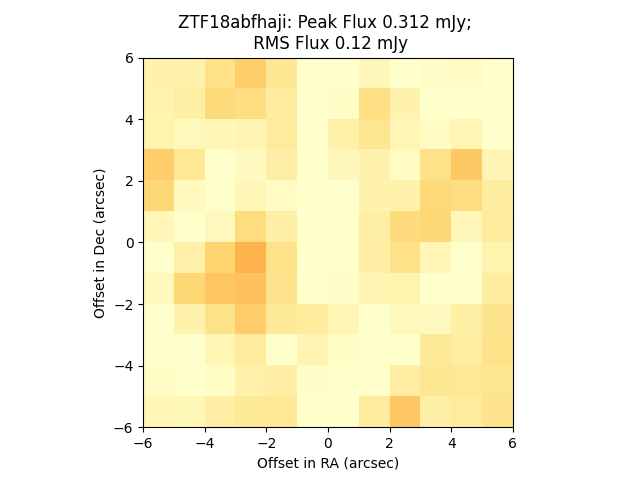 ZTF18abfhaji: Peak Flux 0.312 mJy;
RMS Flux 0.12 mJy
6
4
2
0
−2
−4
−6
Offset in Dec (arcsec)
−6 −4 −2 0 2 4 6
Offset in RA (arcsec)